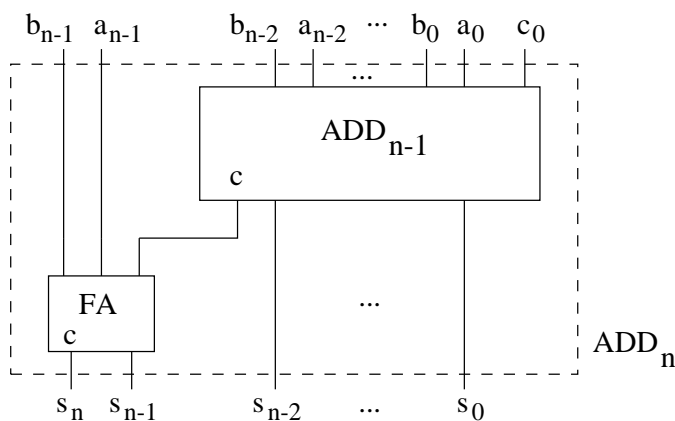 b_{n-1} a_{n-1} b_{n-2} a_{n-2} ... b_0 a_0 c_0
...
ADD_{n-1}
c
FA
c
...
ADD_n
s_n s_{n-1} s_{n-2} ... s_0